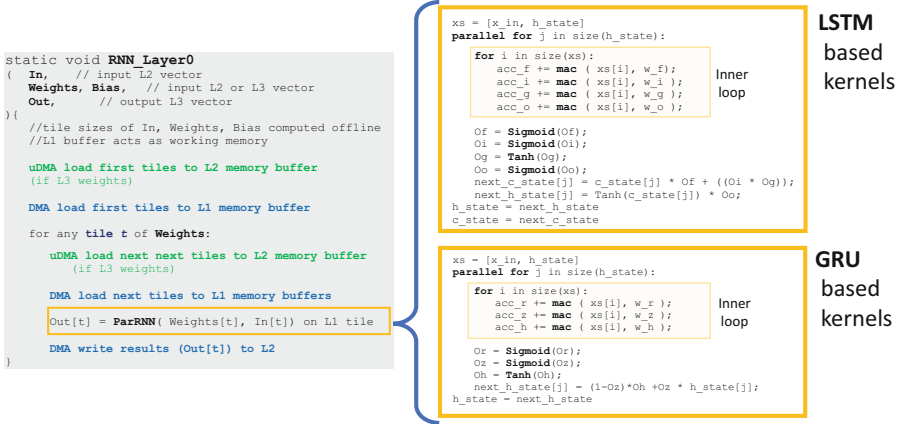 static void RNN_Layer0
( In,    // input L2 vector
Weights, Bias,   // input L2 or L3 vector
Out,      // output L3 vector
){
//tile sizes of In, Weights, Bias computed offline
//L1 buffer acts as working memory
uDMA load first tiles to L2 memory buffer
(if L3 weights)
DMA load first tiles to L1 memory buffer
for any tile t of Weights:
uDMA load next next tiles to L2 memory buffer
(if L3 weights)
DMA load next tiles to L1 memory buffers
Out[t] = ParRNN( Weights[t], In[t]) on L1 tile
DMA write results (Out[t]) to L2
}
xs = [x_in, h_state]
parallel for j in size(h_state):
for i in size(xs):
acc_f += mac ( xs[i], w_f);
acc_i += mac ( xs[i], w_i );
acc_g += mac ( xs[i], w_g );
acc_o += mac ( xs[i], w_o );
Inner
loop
Of = Sigmoid(Of);
Oi = Sigmoid(Oi);
Og = Tanh(Og);
Oo = Sigmoid(Oo);
next_c_state[j] = c_state[j] * Of + ((Oi * Og));
next_h_state[j] = Tanh(c_state[j]) * Oo;
h_state = next_h_state
c_state = next_c_state
LSTM
based
kernels
xs = [x_in, h_state]
parallel for j in size(h_state):
for i in size(xs):
acc_r += mac ( xs[i], w_r );
acc_z += mac ( xs[i], w_z );
acc_h += mac ( xs[i], w_h );
Inner
loop
Or = Sigmoid(Or);
Oz = Sigmoid(Oz);
Oh = Tanh(Oh);
next_h_state[j] = (1-Oz)*Oh +Oz * h_state[j];
h_state = next_h_state
GRU
based
kernels